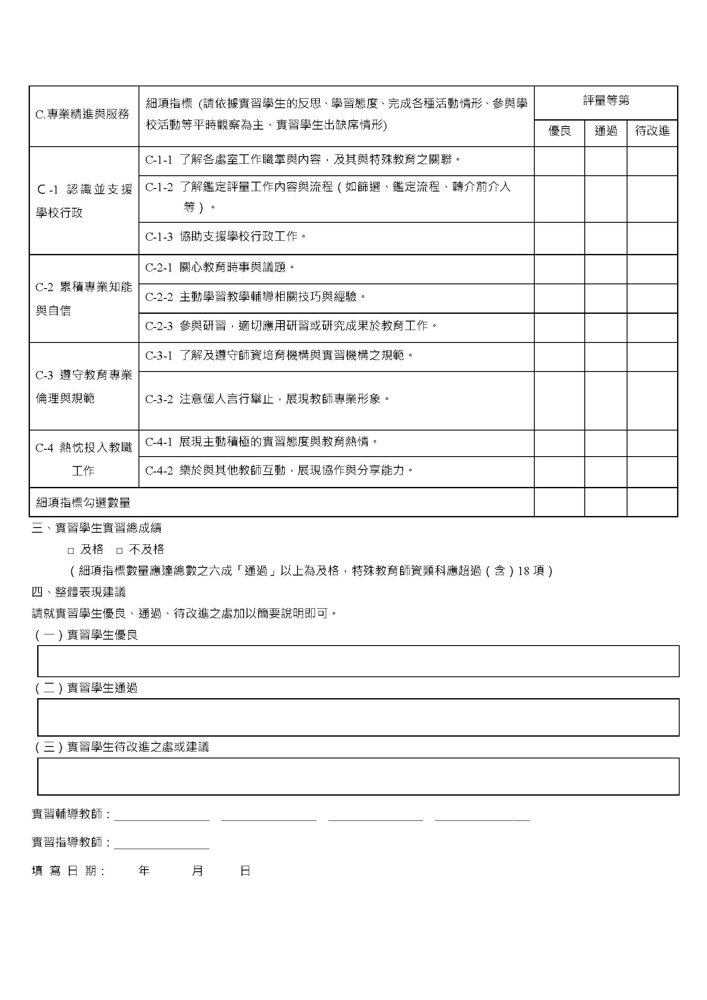 C.專業精進與服務
細項指標 (請依據實習學生的反思、學習態度、完成各種活動情形、參與學
校活動等平時觀察為主、實習學生出缺席情形)
評量等第
優良 通過 待改進
C-1 認識並支援
學校行政
C-1-1 了解各處室工作職掌與內容，及其與特殊教育之關聯。
C-1-2 了解鑑定評量工作內容與流程（如篩選、鑑定流程、轉介前介入
等）。
C-1-3 協助支援學校行政工作。
C-2 累積專業知能
與自信
C-2-1 關心教育時事與議題。
C-2-2 主動學習教學輔導相關技巧與經驗。
C-2-3 參與研習，適切應用研習或研究成果於教育工作。
C-3 遵守教育專業
倫理與規範
C-3-1 了解及遵守師資培育機構與實習機構之規範。
C-3-2 注意個人言行舉止，展現教師專業形象。
C-4 熱忱投入教職
工作
C-4-1 展現主動積極的實習態度與教育熱情。
C-4-2 樂於與其他教師互動，展現協作與分享能力。
細項指標勾選數量
三、實習學生實習總成績
□ 及格 □ 不及格
（細項指標數量應達總數之六成「通過」以上為及格，特殊教育師資類科應超過（含）18 項）
四、整體表現建議
請就實習學生優良、通過、待改進之處加以簡要說明即可。
（一）實習學生優良
（二）實習學生通過
（三）實習學生待改進之處或建議
實習輔導教師：
實習指導教師：
填 寫 日 期： 年 月 日